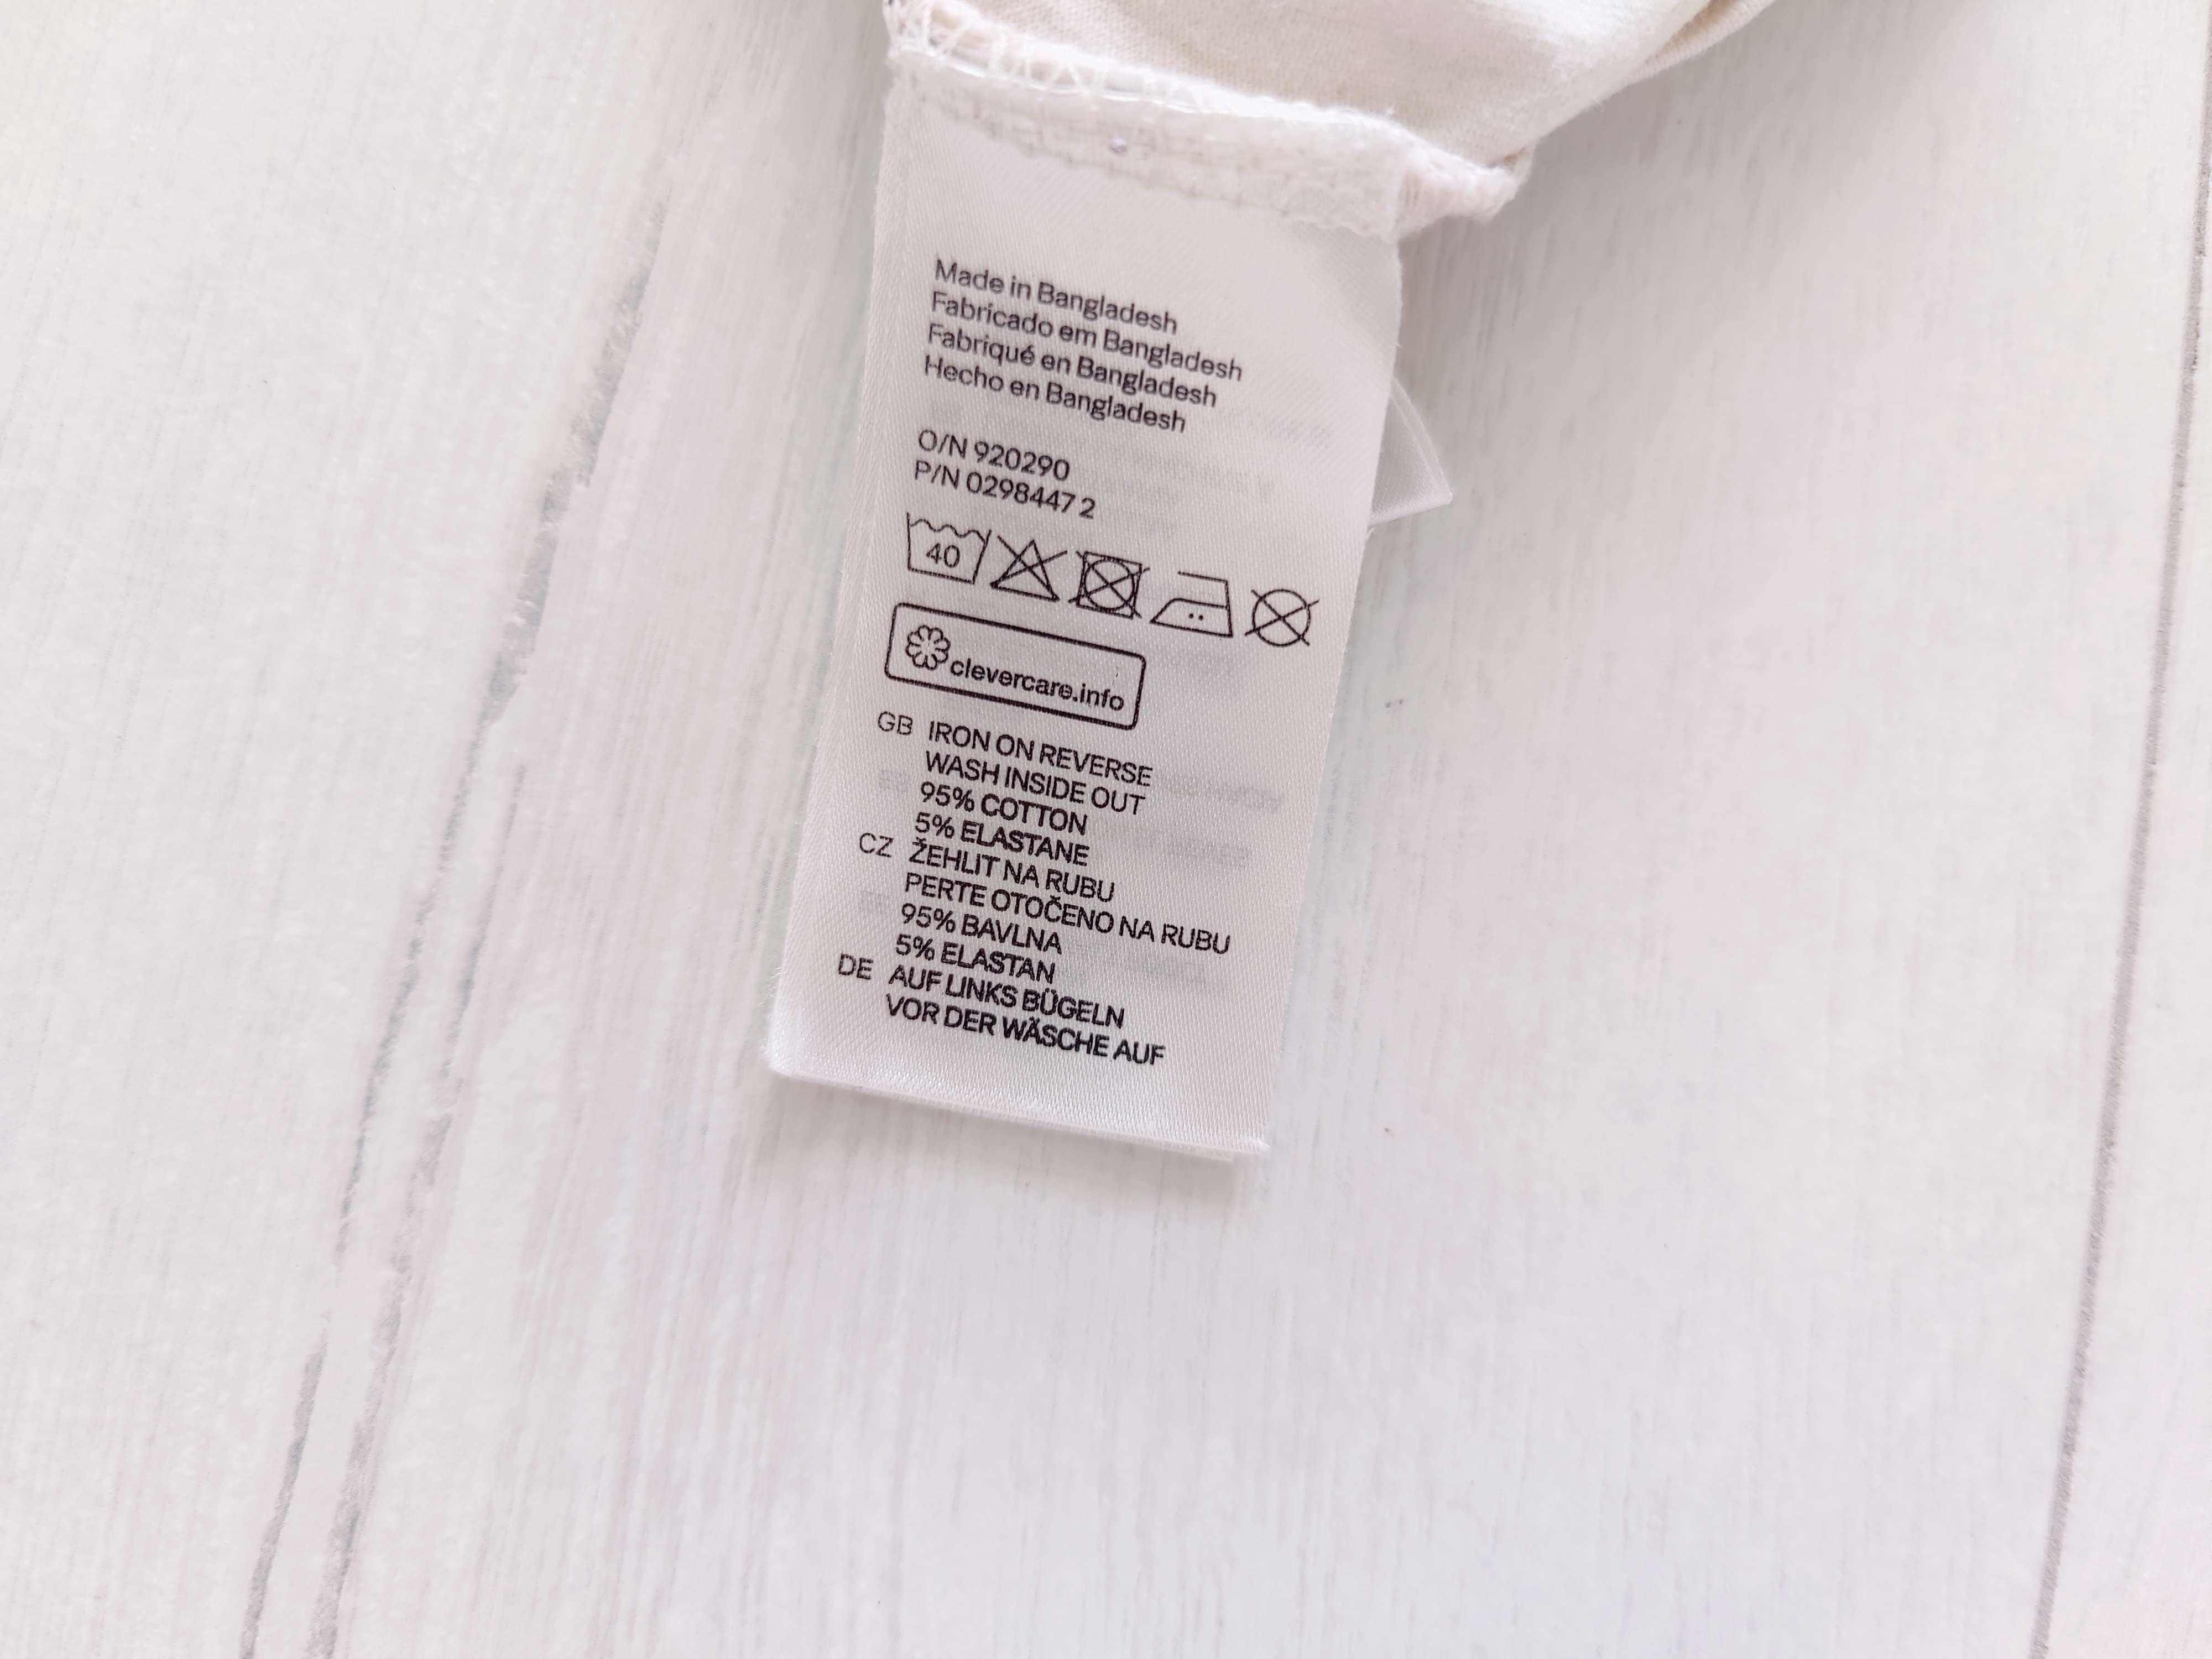 Made in Bangladesh
Fabricado em Bangladesh
Fabriqué en Bangladesh
Hecho en Bangladesh
O/N 920290
P/N 0298447 2
40
clevercare.info
GB IRON ON REVERSE
WASH INSIDE OUT
95% COTTON
5% ELASTANE
CZ ŽEHLIT NA RUBU
PERTE OTOČENO NA RUBU
95% BAVLNA
5% ELASTAN
DE AUF LINKS BÜGELN
VOR DER WÄSCHE AUF